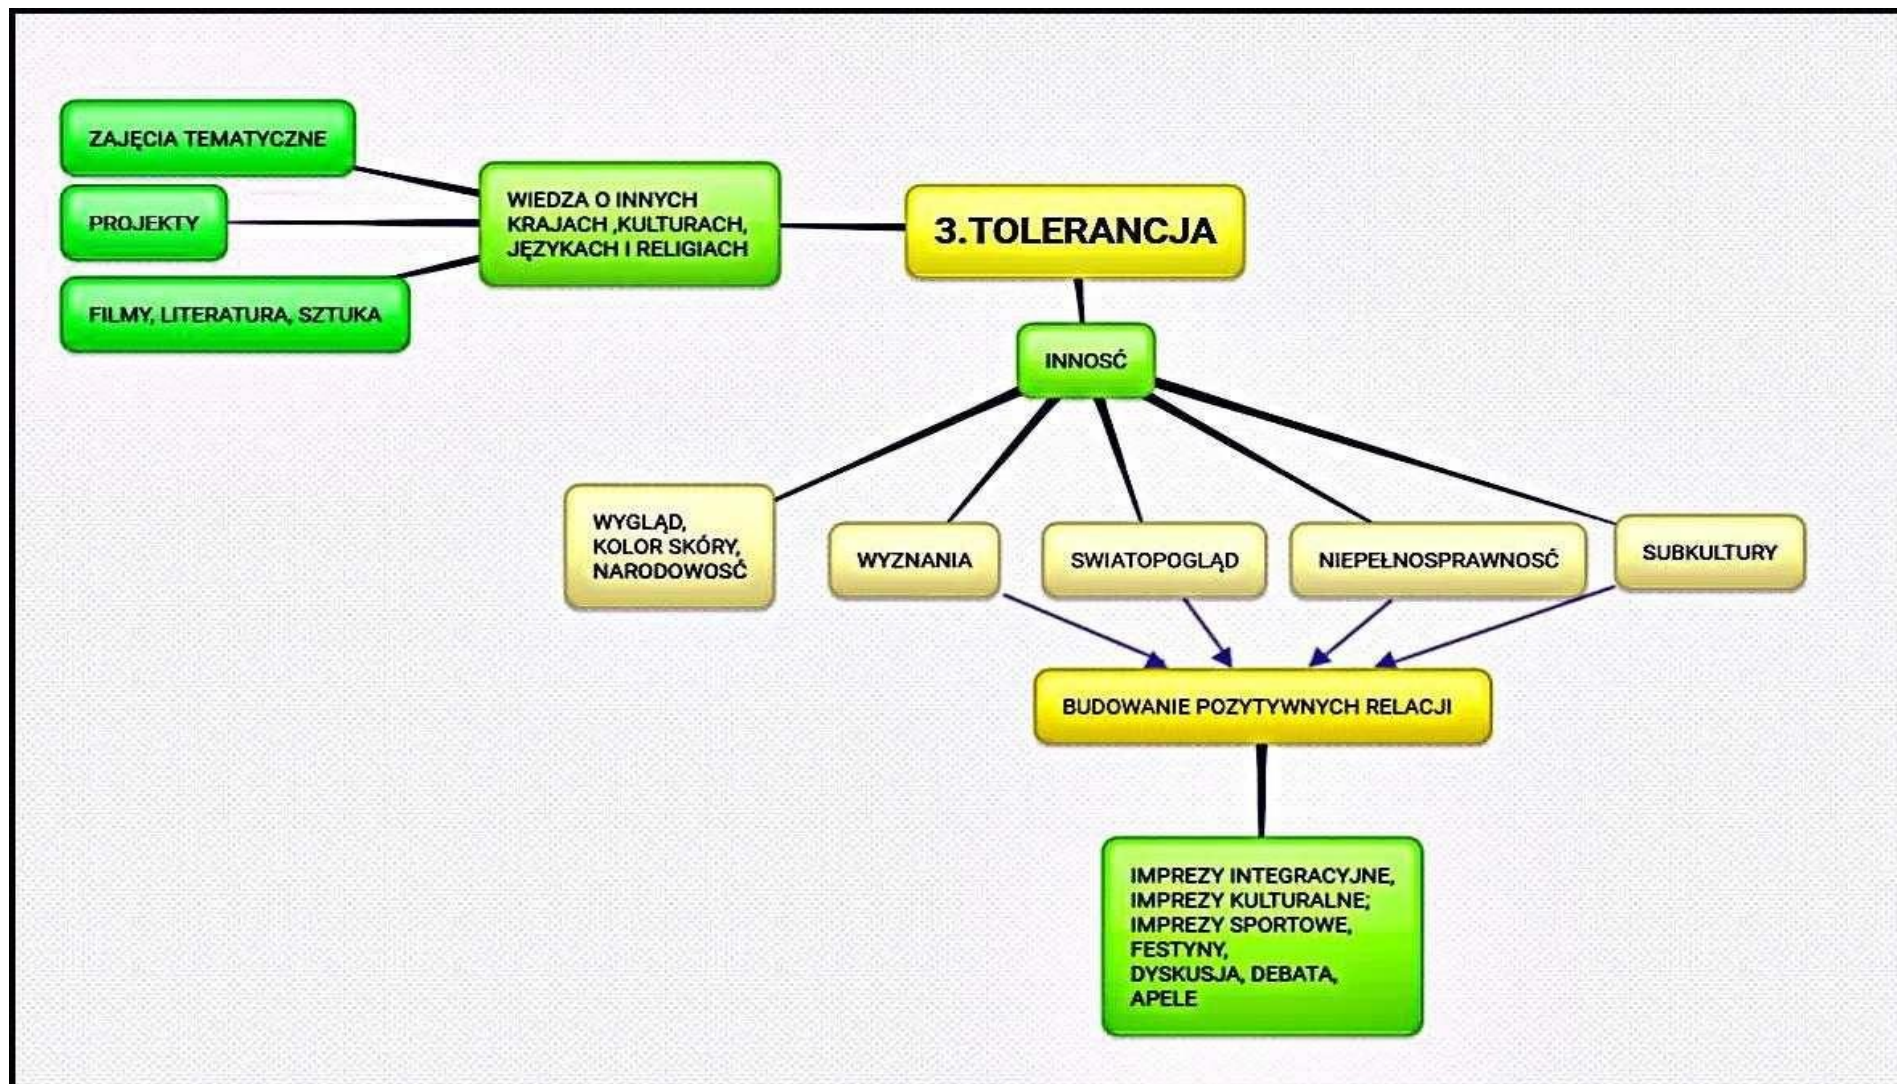 ZAJĘCIA TEMATYCZNE
PROJEKTY
FILMY, LITERATURA, SZTUKA
WIEDZA O INNYCH
KRAJACH ,KULTURACH,
JĘZYKACH I RELIGIACH
3.TOLERANCJA
INNOSĆ
WYGLĄD,
KOLOR SKÓRY,
NARODOWOSĆ
WYZNANIA
SWIATOPOGLĄD
NIEPEŁNOSPRAWNOSĆ
SUBKULTURY
BUDOWANIE POZYTYWNYCH RELACJI
IMPREZY INTEGRACYJNE,
IMPREZY KULTURALNE;
IMPREZY SPORTOWE,
FESTYNY,
DYSKUSJA, DEBATA,
APELE